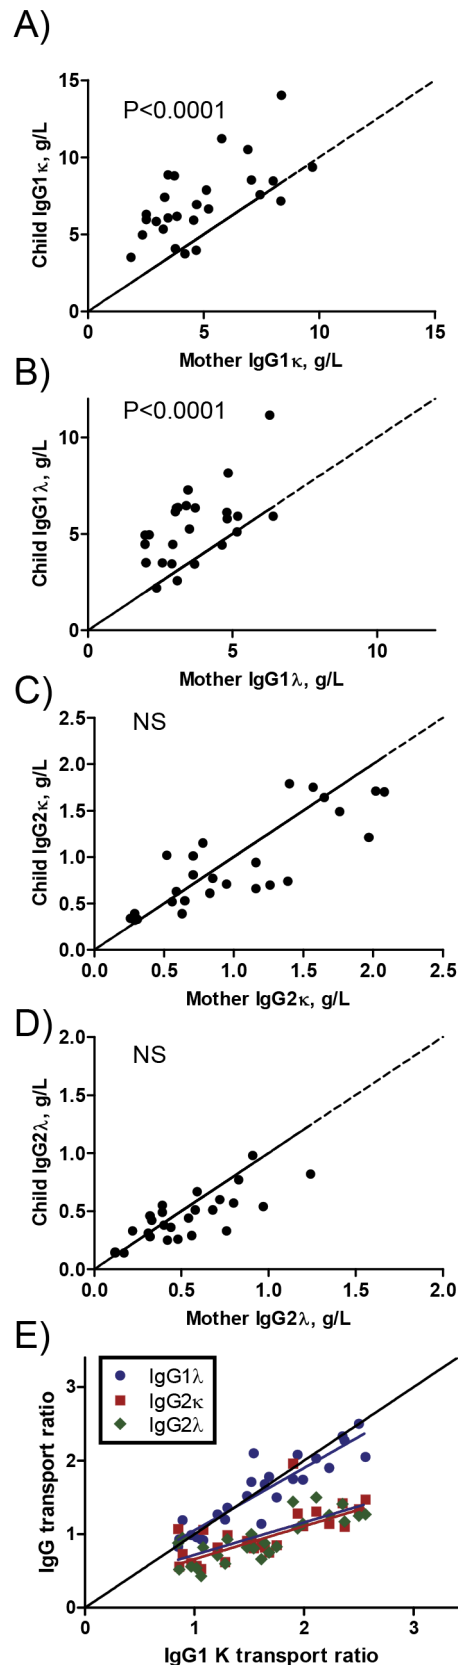 A)
P<0.0001
15
10
5
0
0 5 10 15
Child IgG1κ, g/L
Mother IgG1κ, g/L
B)
P<0.0001
10
5
0
0 5 10
Child IgG1λ, g/L
Mother IgG1λ, g/L
C)
NS
2.5
2.0
1.5
1.0
0.5
0.0
0.0 0.5 1.0 1.5 2.0 2.5
Child IgG2κ, g/L
Mother IgG2κ, g/L
D)
NS
2.0
1.5
1.0
0.5
0.0
0.0 0.5 1.0 1.5 2.0
Child IgG2λ, g/L
Mother IgG2λ, g/L
E)
IgG1λ
IgG2κ
IgG2λ
3
2
1
0
0 1 2 3
IgG transport ratio
IgG1 K transport ratio